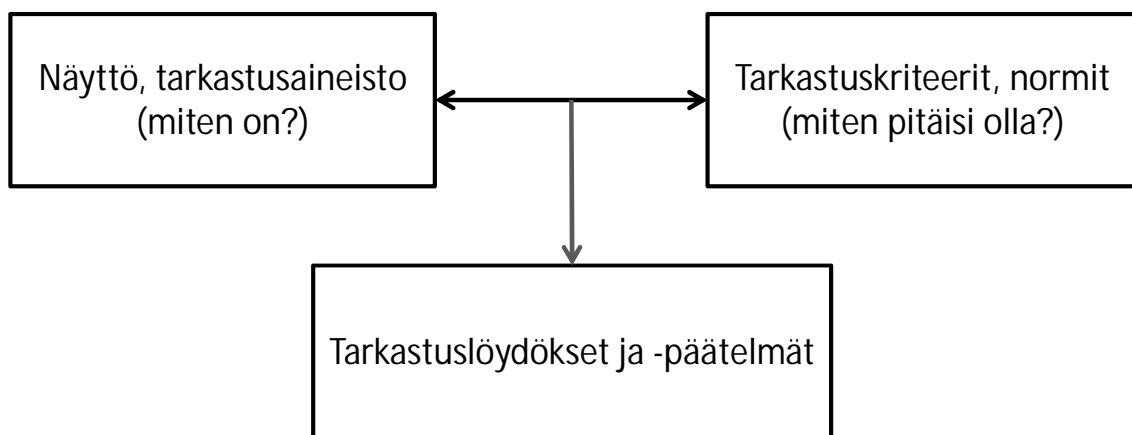 Näyttö, tarkastusaineisto
(miten on?)
Tarkastuskriteerit, normit
(miten pitäisi olla?)
Tarkastuslöydökset ja -päätelmät